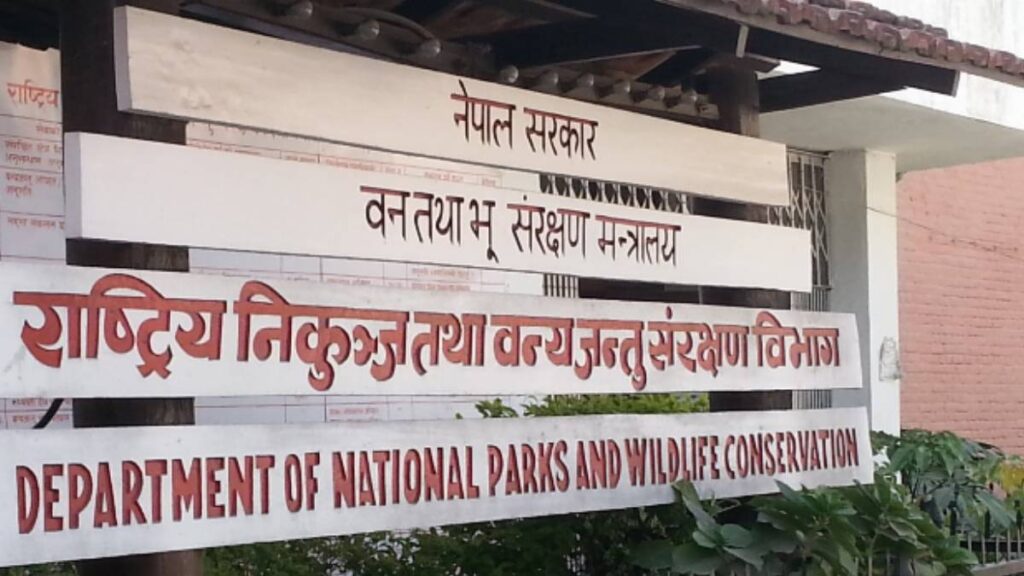 नेपाल सरकार
वन तथा भू संरक्षण मन्त्रालय
राष्ट्रिय निकुञ्ज तथा वन्यजन्तु संरक्षण विभाग
DEPARTMENT OF NATIONAL PARKS AND WILDLIFE CONSERVATION
राष्ट्रिय